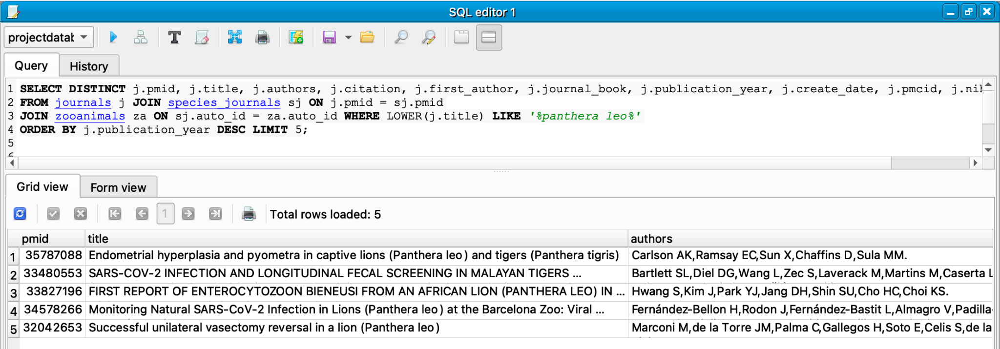 SQL editor 1
projectdatab
Query History
1 SELECT DISTINCT j.pmid, j.title, j.authors, j.citation, j.first_author, j.journal_book, j.publication_year, j.create_date, j.pmcid, j.nih
2 FROM journals j JOIN species_journals sj ON j.pmid = sj.pmid
3 JOIN zooanimals za ON sj.auto_id = za.auto_id WHERE LOWER(j.title) LIKE '%panthera leo%'
4 ORDER BY j.publication_year DESC LIMIT 5;
5
6
Grid view Form view
1 Total rows loaded: 5
pmid title authors
1 35787088 Endometrial hyperplasia and pyometra in captive lions (Panthera leo) and tigers (Panthera tigris) Carlson AK,Ramsay EC,Sun X,Chaffins D,Sula MM.
2 33480553 SARS-COV-2 INFECTION AND LONGITUDINAL FECAL SCREENING IN MALAYAN TIGERS ... Bartlett SL,Diel DG,Wang L,Zec S,Laverack M,Martins M,Caserta L
3 33827196 FIRST REPORT OF ENTEROCYTOZOON BIENEUSI FROM AN AFRICAN LION (PANTHERA LEO) IN ... Hwang S,Kim J,Park YJ,Jang DH,Shin SU,Cho HC,Choi KS.
4 34578266 Monitoring Natural SARS-CoV-2 Infection in Lions (Panthera leo) at the Barcelona Zoo: Viral ... Fernández-Bellon H,Rodon J,Fernández-Bastit L,Almagro V,Padilla-
5 32042653 Successful unilateral vasectomy reversal in a lion (Panthera leo) Marconi M,de la Torre JM,Palma C,Gallegos H,Soto E,Celis S,de la